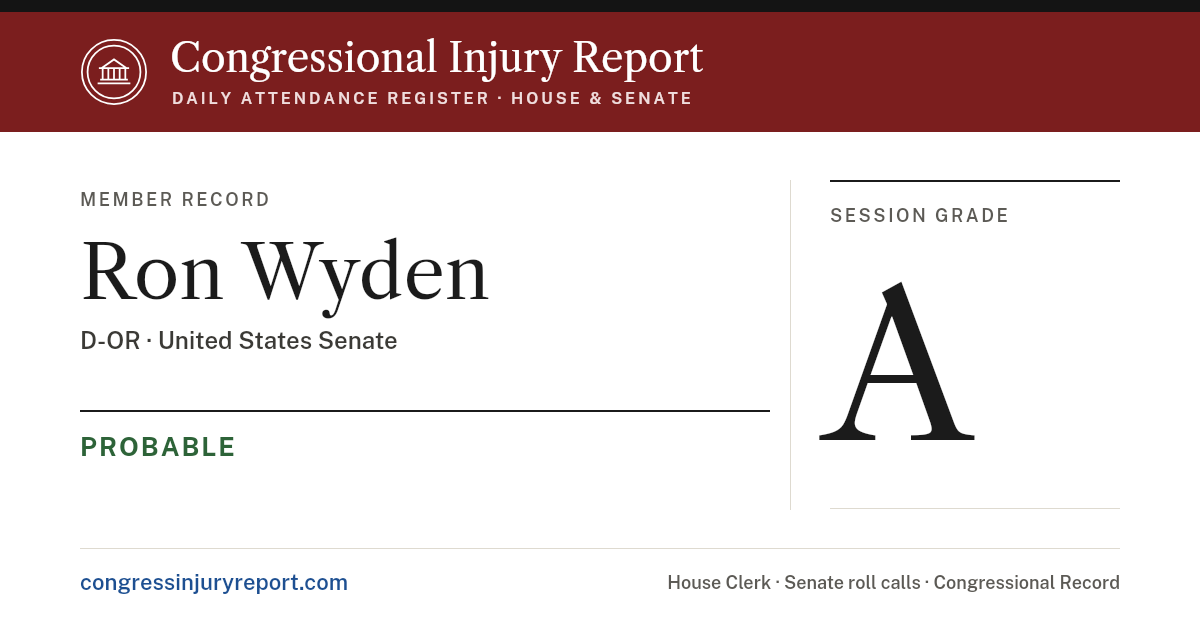 Congressional Injury Report
DAILY ATTENDANCE REGISTER · HOUSE & SENATE
MEMBER RECORD
Ron Wyden
D-OR · United States Senate
PROBABLE
SESSION GRADE
A
congressinjuryreport.com
House Clerk · Senate roll calls · Congressional Record